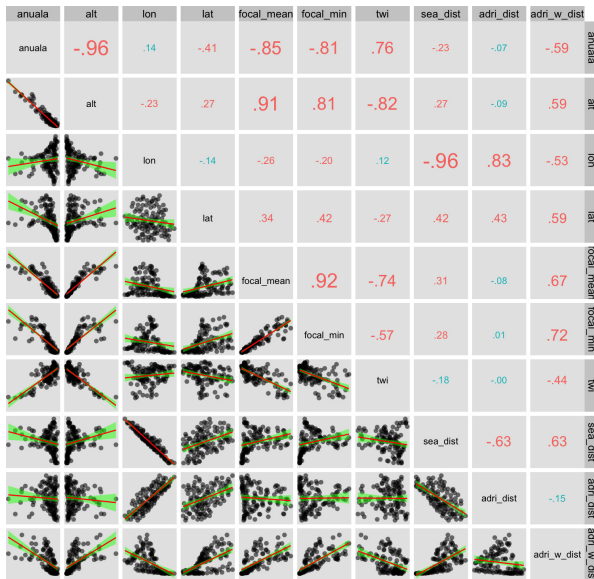 anuala alt lon lat focal_mean focal_min twi sea_dist adri_dist adri_w_dist
anuala -.96 .14 -.41 -.85 -.81 .76 -.23 -.07 -.59 anuala
alt -.23 .27 .91 .81 -.82 .27 -.09 .59 alt
lon -.14 -.26 -.20 .12 -.96 .83 -.53 lon
lat .34 .42 -.27 .42 .43 .59 lat
focal_mean .92 -.74 .31 -.08 .67 focal_mean
focal_min -.57 .28 .01 .72 focal_min
twi -.18 -.00 -.44 twi
sea_dist -.63 .63 sea_dist
adri_dist -.15 adri_dist
adri_w_dist adri_w_dis